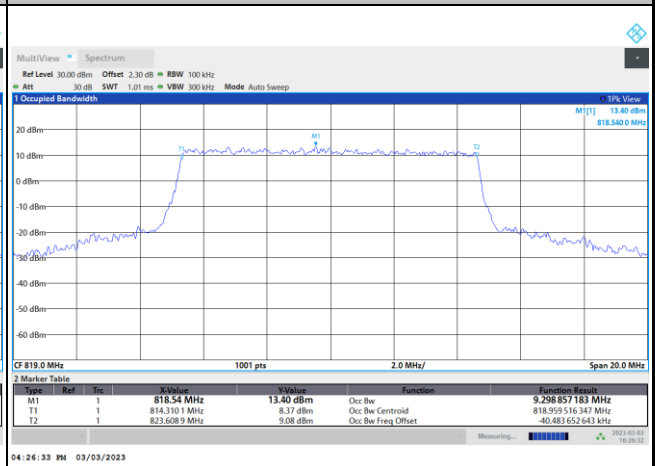 MultiView Spectrum
Ref Level 30.00 dBm Offset 2.30 dB RBW 100 kHz
Att 30 dB SWT 1.01 ms VBW 300 kHz Mode Auto Sweep
1 Occupied Bandwidth 1Pk View
M1[1] 13.40 dBm
818.540 0 MHz
20 dBm
M1
T1 T2
10 dBm
0 dBm
-10 dBm
-20 dBm
-30 dBm
-40 dBm
-50 dBm
-60 dBm
CF 819.0 MHz 1001 pts 2.0 MHz/ Span 20.0 MHz
2 Marker Table
Type Ref Trc X-Value Y-Value Function Function Result
M1 1 818.54 MHz 13.40 dBm Occ Bw 9.298 857 183 MHz
T1 1 814.310 1 MHz 8.37 dBm Occ Bw Centroid 818.959 516 347 MHz
T2 1 823.608 9 MHz 9.08 dBm Occ Bw Freq Offset -40.483 652 643 kHz
Measuring... 2023-03-03
16:26:32
04:26:33 PM 03/03/2023